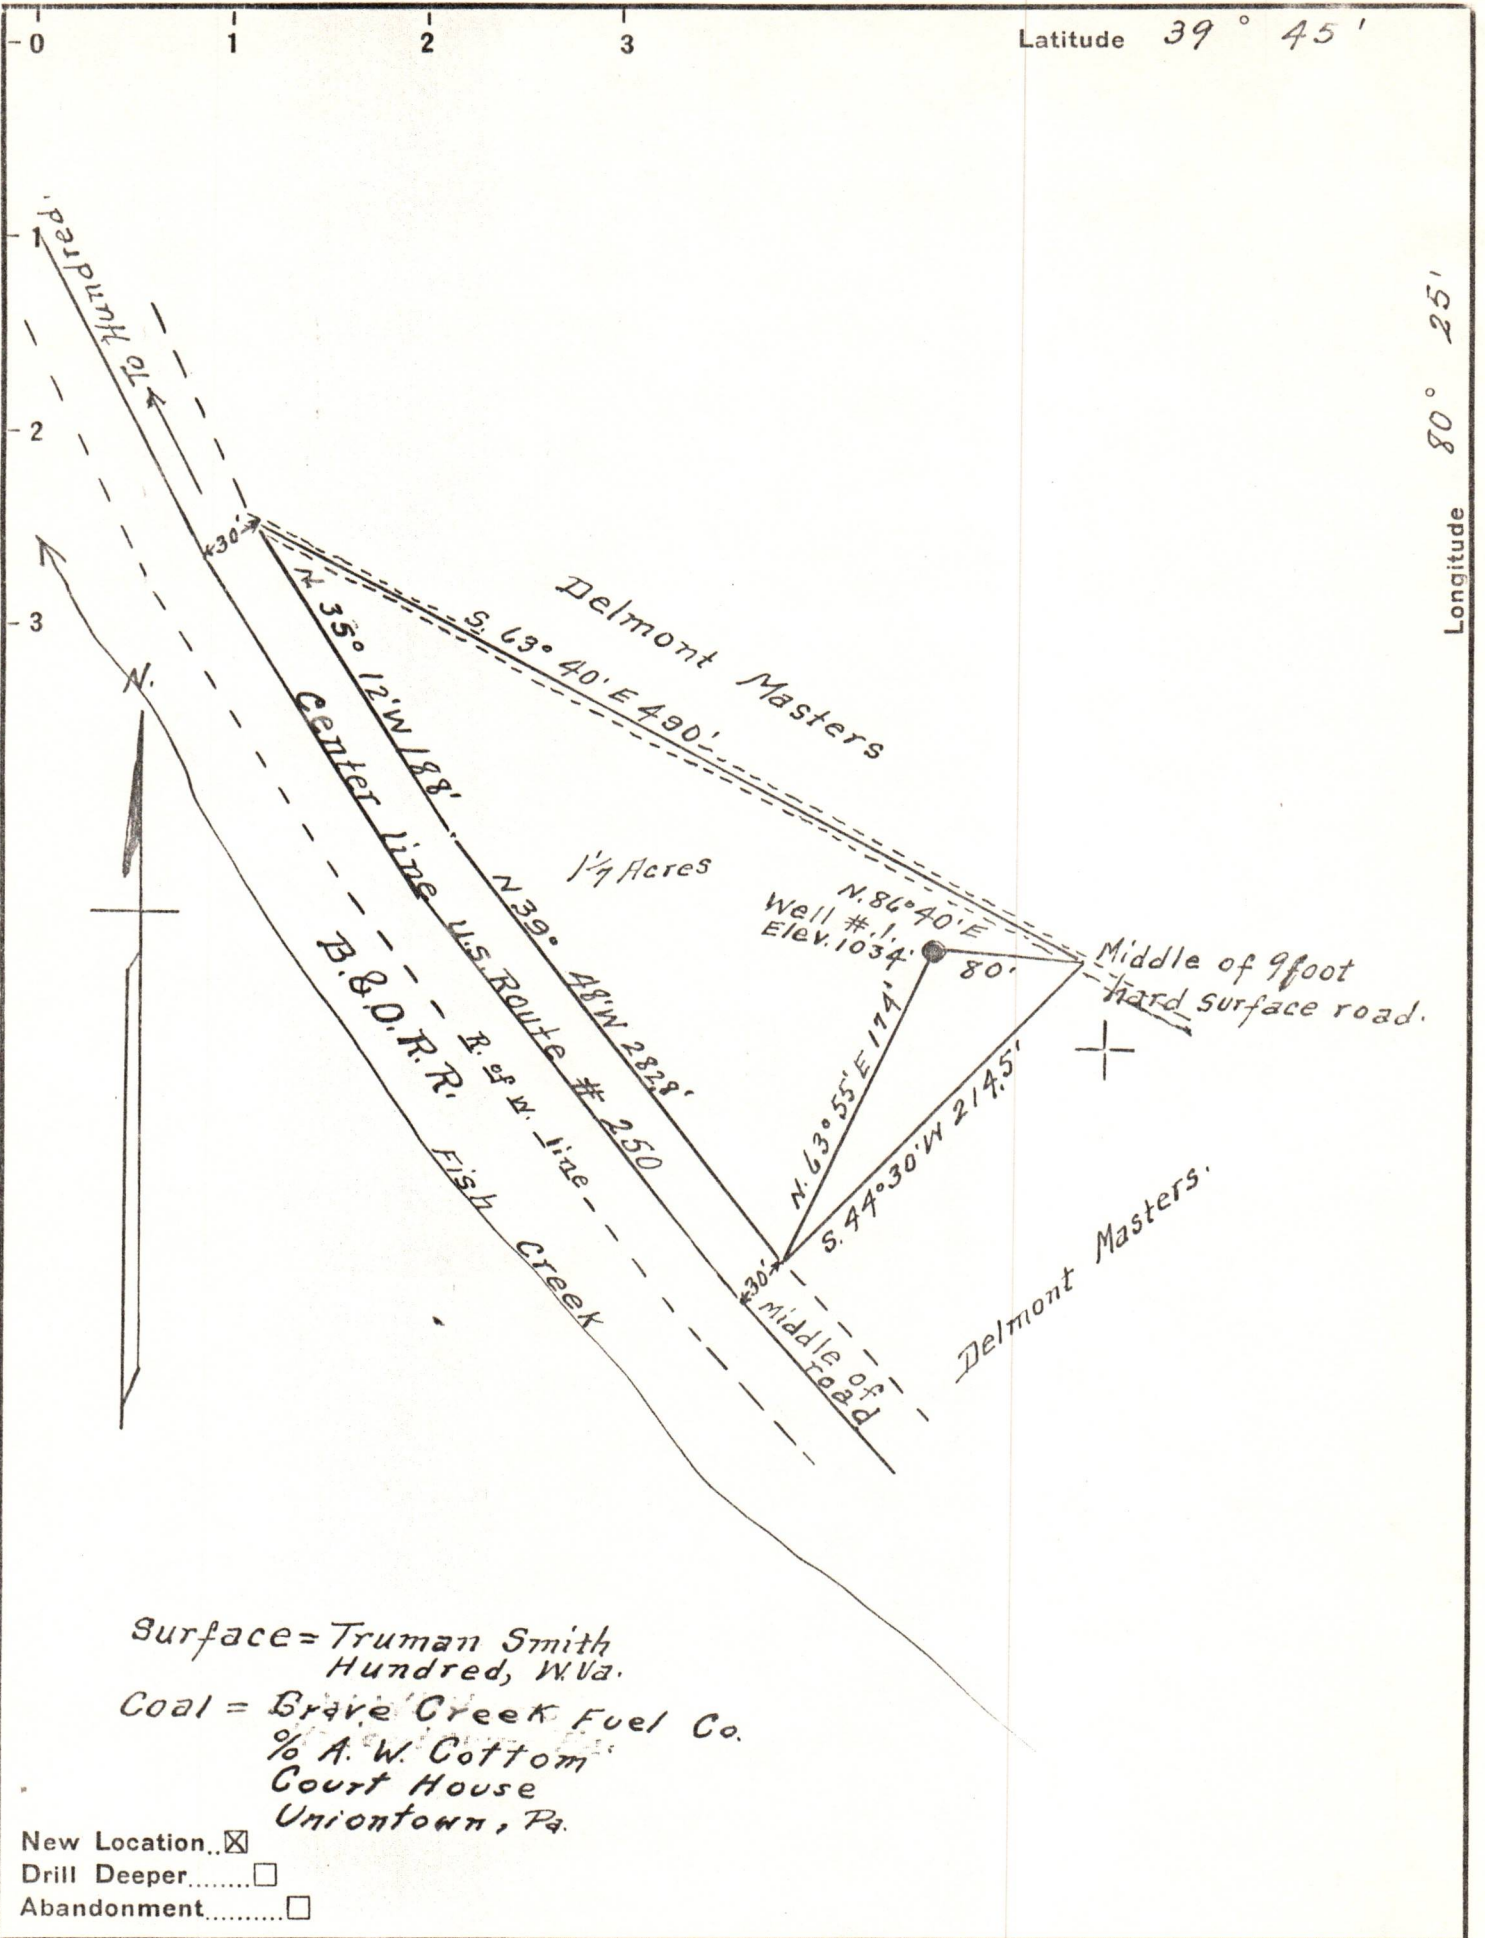 0 1 2 3 Latitude 39° 45'
1
2
3
Longitude 80° 25'
To Hundred.
30'
N. 35° 12' W 188'
S. 63° 40' E 490'
Delmont Masters
N.
Center line U.S. Route # 250
N 39° 48' W 282.8'
Acres
Well #.1.
Elev. 1034'
N. 86° 40' E
80'
Middle of 9 foot
hard surface road.
N. 63° 55' E 174'
S. 44° 30' W 214.5'
B.&O. R.R.
R. of W. line
Fish Creek
30'
Middle of
road
Delmont Masters.
Surface = Truman Smith
Hundred, W.Va.
Coal = Grave Creek Fuel Co.
% A. W. Cottom
Court House
Uniontown, Pa.
New Location..☒
Drill Deeper........☐
Abandonment..........☐